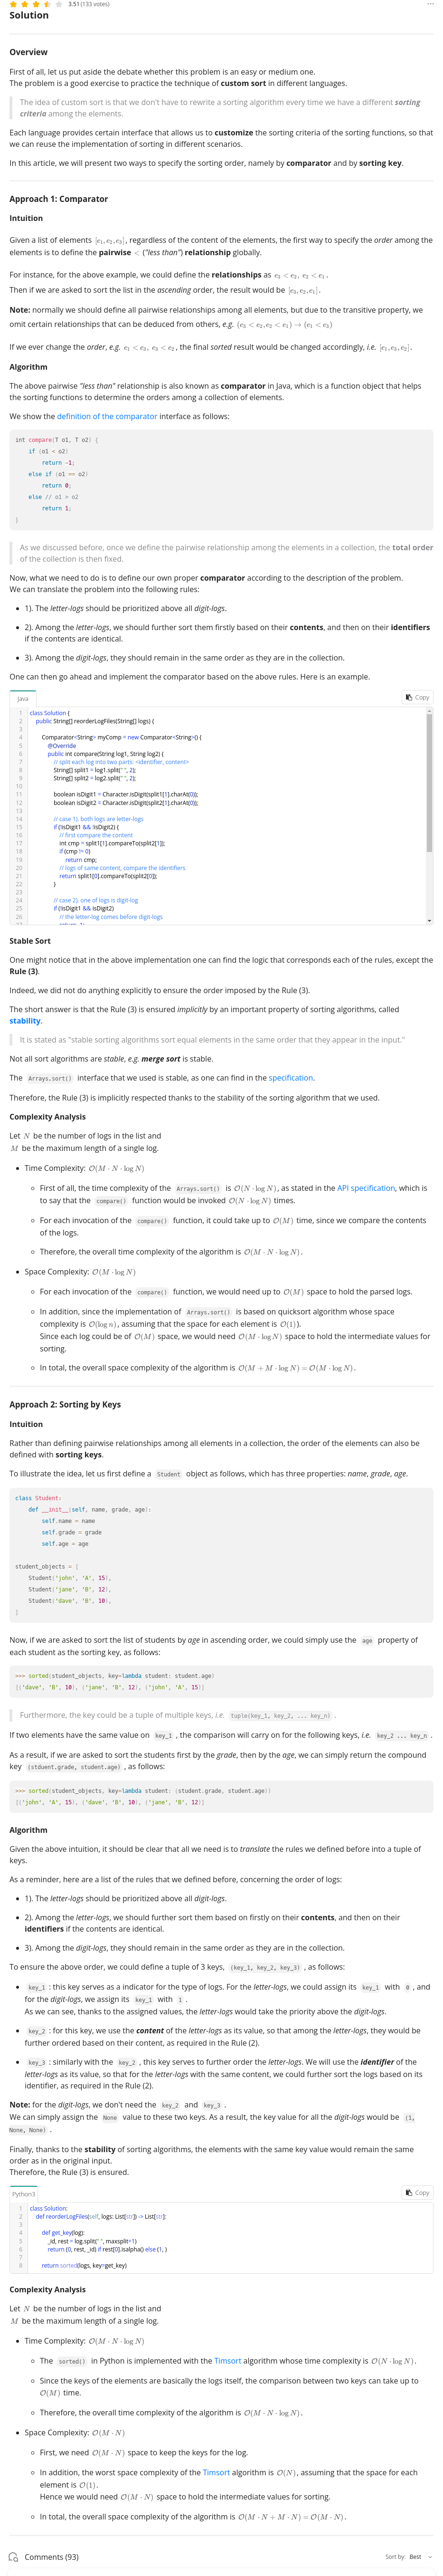 3.51 (133 votes)
Solution
Overview
First of all, let us put aside the debate whether this problem is an easy or medium one.
The problem is a good exercise to practice the technique of custom sort in different languages.
The idea of custom sort is that we don't have to rewrite a sorting algorithm every time we have a different sorting
criteria among the elements.
Each language provides certain interface that allows us to customize the sorting criteria of the sorting functions, so that
we can reuse the implementation of sorting in different scenarios.
In this article, we will present two ways to specify the sorting order, namely by comparator and by sorting key.
Approach 1: Comparator
Intuition
Given a list of elements [e₁, e₂, e₃], regardless of the content of the elements, the first way to specify the order among the
elements is to define the pairwise < ("less than") relationship globally.
For instance, for the above example, we could define the relationships as e₃ < e₂, e₂ < e₁.
Then if we are asked to sort the list in the ascending order, the result would be [e₃, e₂, e₁].
Note: normally we should define all pairwise relationships among all elements, but due to the transitive property, we
omit certain relationships that can be deduced from others, e.g. (e₃ < e₂, e₂ < e₁) → (e₁ < e₃)
If we ever change the order, e.g. e₁ < e₃, e₃ < e₂, the final sorted result would be changed accordingly, i.e. [e₁, e₃, e₂].
Algorithm
The above pairwise "less than" relationship is also known as comparator in Java, which is a function object that helps
the sorting functions to determine the orders among a collection of elements.
We show the definition of the comparator interface as follows:
int compare(T o1, T o2) {
if (o1 < o2)
return -1;
else if (o1 == o2)
return 0;
else // o1 > o2
return 1;
}
As we discussed before, once we define the pairwise relationship among the elements in a collection, the total order
of the collection is then fixed.
Now, what we need to do is to define our own proper comparator according to the description of the problem.
We can translate the problem into the following rules:
• 1). The letter-logs should be prioritized above all digit-logs.
• 2). Among the letter-logs, we should further sort them firstly based on their contents, and then on their identifiers
if the contents are identical.
• 3). Among the digit-logs, they should remain in the same order as they are in the collection.
One can then go ahead and implement the comparator based on the above rules. Here is an example.
Java
Copy
1 class Solution {
2 public String[] reorderLogFiles(String[] logs) {
3
4 Comparator<String> myComp = new Comparator<String>() {
5 @Override
6 public int compare(String log1, String log2) {
7 // split each log into two parts: <identifier, content>
8 String[] split1 = log1.split(" ", 2);
9 String[] split2 = log2.split(" ", 2);
10
11 boolean isDigit1 = Character.isDigit(split1[1].charAt(0));
12 boolean isDigit2 = Character.isDigit(split2[1].charAt(0));
13
14 // case 1). both logs are letter-logs
15 if (!isDigit1 && !isDigit2) {
16 // first compare the content
17 int cmp = split1[1].compareTo(split2[1]);
18 if (cmp != 0)
19 return cmp;
20 // logs of same content, compare the identifiers
21 return split1[0].compareTo(split2[0]);
22 }
23
24 // case 2). one of logs is digit-log
25 if (!isDigit1 && isDigit2)
26 // the letter-log comes before digit-logs
Stable Sort
One might notice that in the above implementation one can find the logic that corresponds each of the rules, except the
Rule (3).
Indeed, we did not do anything explicitly to ensure the order imposed by the Rule (3).
The short answer is that the Rule (3) is ensured implicitly by an important property of sorting algorithms, called
stability.
It is stated as "stable sorting algorithms sort equal elements in the same order that they appear in the input."
Not all sort algorithms are stable, e.g. merge sort is stable.
The Arrays.sort() interface that we used is stable, as one can find in the specification.
Therefore, the Rule (3) is implicitly respected thanks to the stability of the sorting algorithm that we used.
Complexity Analysis
Let N be the number of logs in the list and
M be the maximum length of a single log.
• Time Complexity: O(M · N · log N)
First of all, the time complexity of the Arrays.sort() is O(N · log N), as stated in the API specification, which is
to say that the compare() function would be invoked O(N · log N) times.
For each invocation of the compare() function, it could take up to O(M) time, since we compare the contents
of the logs.
Therefore, the overall time complexity of the algorithm is O(M · N · log N).
• Space Complexity: O(M · log N)
For each invocation of the compare() function, we would need up to O(M) space to hold the parsed logs.
In addition, since the implementation of Arrays.sort() is based on quicksort algorithm whose space
complexity is O(log n), assuming that the space for each element is O(1)).
Since each log could be of O(M) space, we would need O(M · log N) space to hold the intermediate values for
sorting.
In total, the overall space complexity of the algorithm is O(M + M · log N) = O(M · log N).
Approach 2: Sorting by Keys
Intuition
Rather than defining pairwise relationships among all elements in a collection, the order of the elements can also be
defined with sorting keys.
To illustrate the idea, let us first define a Student object as follows, which has three properties: name, grade, age.
class Student:
def __init__(self, name, grade, age):
self.name = name
self.grade = grade
self.age = age
student_objects = [
Student('john', 'A', 15),
Student('jane', 'B', 12),
Student('dave', 'B', 10),
]
Now, if we are asked to sort the list of students by age in ascending order, we could simply use the age property of
each student as the sorting key, as follows:
>>> sorted(student_objects, key=lambda student: student.age)
[('dave', 'B', 10), ('jane', 'B', 12), ('john', 'A', 15)]
Furthermore, the key could be a tuple of multiple keys, i.e. tuple(key_1, key_2, ... key_n) .
If two elements have the same value on key_1 , the comparison will carry on for the following keys, i.e. key_2 ... key_n .
As a result, if we are asked to sort the students first by the grade, then by the age, we can simply return the compound
key (stduent.grade, student.age) , as follows:
>>> sorted(student_objects, key=lambda student: (student.grade, student.age))
[('john', 'A', 15), ('dave', 'B', 10), ('jane', 'B', 12)]
Algorithm
Given the above intuition, it should be clear that all we need is to translate the rules we defined before into a tuple of
keys.
As a reminder, here are a list of the rules that we defined before, concerning the order of logs:
• 1). The letter-logs should be prioritized above all digit-logs.
• 2). Among the letter-logs, we should further sort them based on firstly on their contents, and then on their
identifiers if the contents are identical.
• 3). Among the digit-logs, they should remain in the same order as they are in the collection.
To ensure the above order, we could define a tuple of 3 keys, (key_1, key_2, key_3) , as follows:
• key_1 : this key serves as a indicator for the type of logs. For the letter-logs, we could assign its key_1 with 0 , and
for the digit-logs, we assign its key_1 with 1 .
As we can see, thanks to the assigned values, the letter-logs would take the priority above the digit-logs.
• key_2 : for this key, we use the content of the letter-logs as its value, so that among the letter-logs, they would be
further ordered based on their content, as required in the Rule (2).
• key_3 : similarly with the key_2 , this key serves to further order the letter-logs. We will use the identifier of the
letter-logs as its value, so that for the letter-logs with the same content, we could further sort the logs based on its
identifier, as required in the Rule (2).
Note: for the digit-logs, we don't need the key_2 and key_3 .
We can simply assign the None value to these two keys. As a result, the key value for all the digit-logs would be (1,
None, None) .
Finally, thanks to the stability of sorting algorithms, the elements with the same key value would remain the same
order as in the original input.
Therefore, the Rule (3) is ensured.
Python3
Copy
1 class Solution:
2 def reorderLogFiles(self, logs: List[str]) -> List[str]:
3
4 def get_key(log):
5 _id, rest = log.split(" ", maxsplit=1)
6 return (0, rest, _id) if rest[0].isalpha() else (1, )
7
8 return sorted(logs, key=get_key)
Complexity Analysis
Let N be the number of logs in the list and
M be the maximum length of a single log.
• Time Complexity: O(M · N · log N)
The sorted() in Python is implemented with the Timsort algorithm whose time complexity is O(N · log N).
Since the keys of the elements are basically the logs itself, the comparison between two keys can take up to
O(M) time.
Therefore, the overall time complexity of the algorithm is O(M · N · log N).
• Space Complexity: O(M · N)
First, we need O(M · N) space to keep the keys for the log.
In addition, the worst space complexity of the Timsort algorithm is O(N), assuming that the space for each
element is O(1).
Hence we would need O(M · N) space to hold the intermediate values for sorting.
In total, the overall space complexity of the algorithm is O(M · N + M · N) = O(M · N).
Comments (93)
Sort by: Best